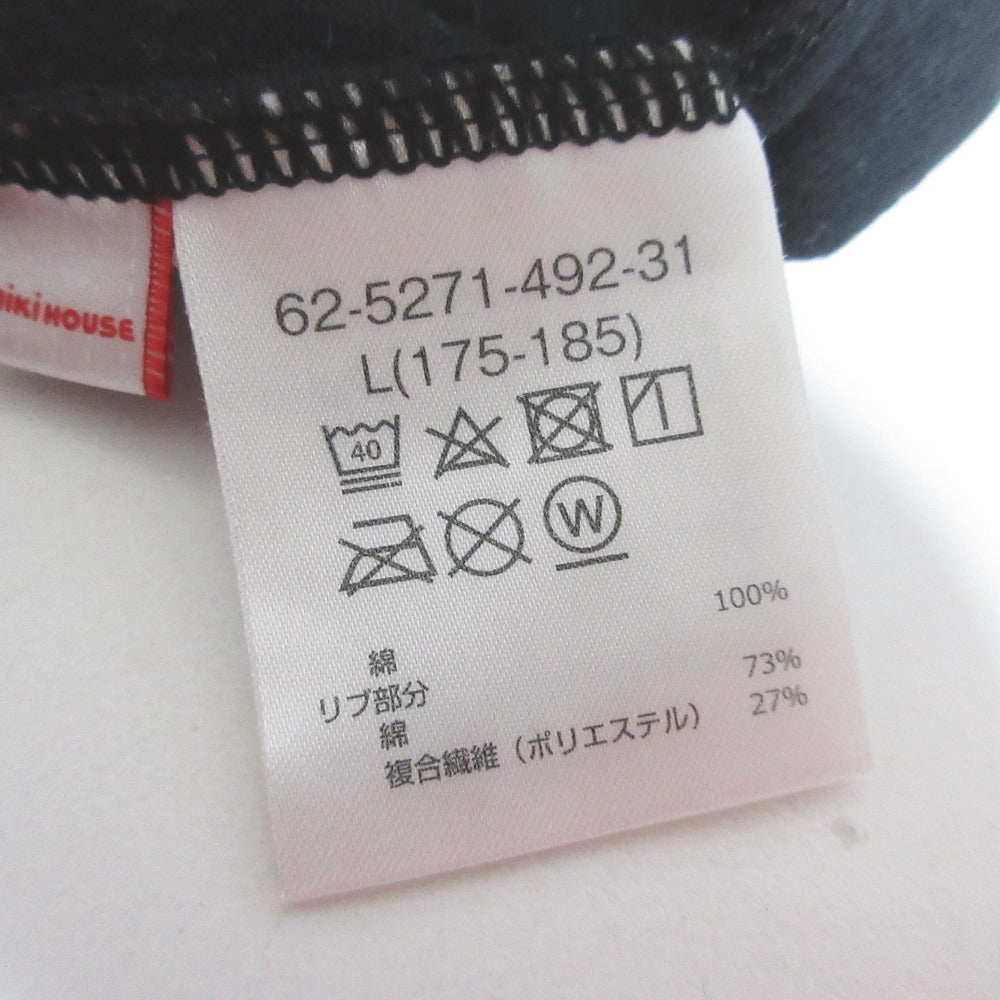 62-5271-492-31
L(175-185)
mikiHOUSE
40
W
綿 100%
リブ部分
綿 73%
複合繊維（ポリエステル） 27%